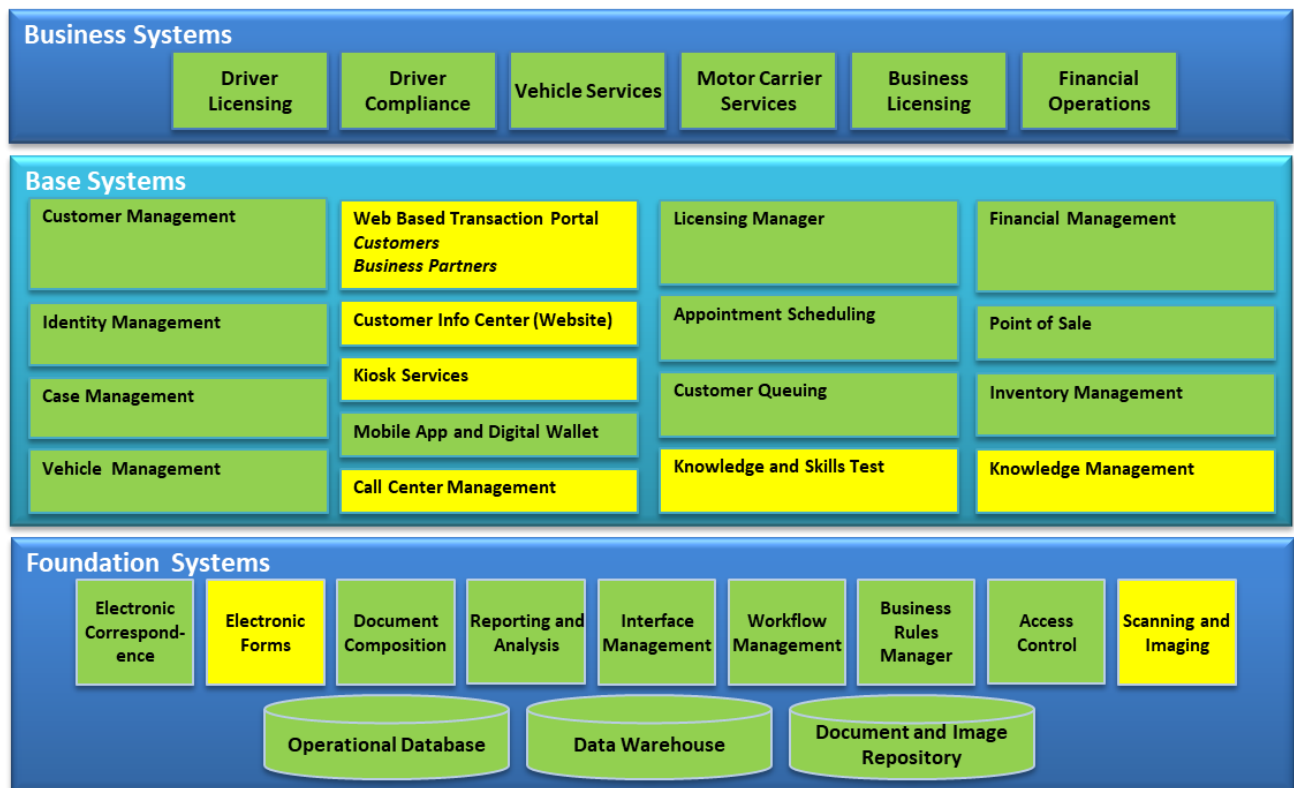 Business Systems
Driver
Licensing
Driver
Compliance
Vehicle Services
Motor Carrier
Services
Business
Licensing
Financial
Operations
Base Systems
Customer Management
Identity Management
Case Management
Vehicle Management
Web Based Transaction Portal
Customers
Business Partners
Customer Info Center (Website)
Kiosk Services
Mobile App and Digital Wallet
Call Center Management
Licensing Manager
Appointment Scheduling
Customer Queuing
Knowledge and Skills Test
Financial Management
Point of Sale
Inventory Management
Knowledge Management
Foundation Systems
Electronic
Correspond-
ence
Electronic
Forms
Document
Composition
Reporting and
Analysis
Interface
Management
Workflow
Management
Business
Rules
Manager
Access
Control
Scanning and
Imaging
Operational Database
Data Warehouse
Document and Image
Repository